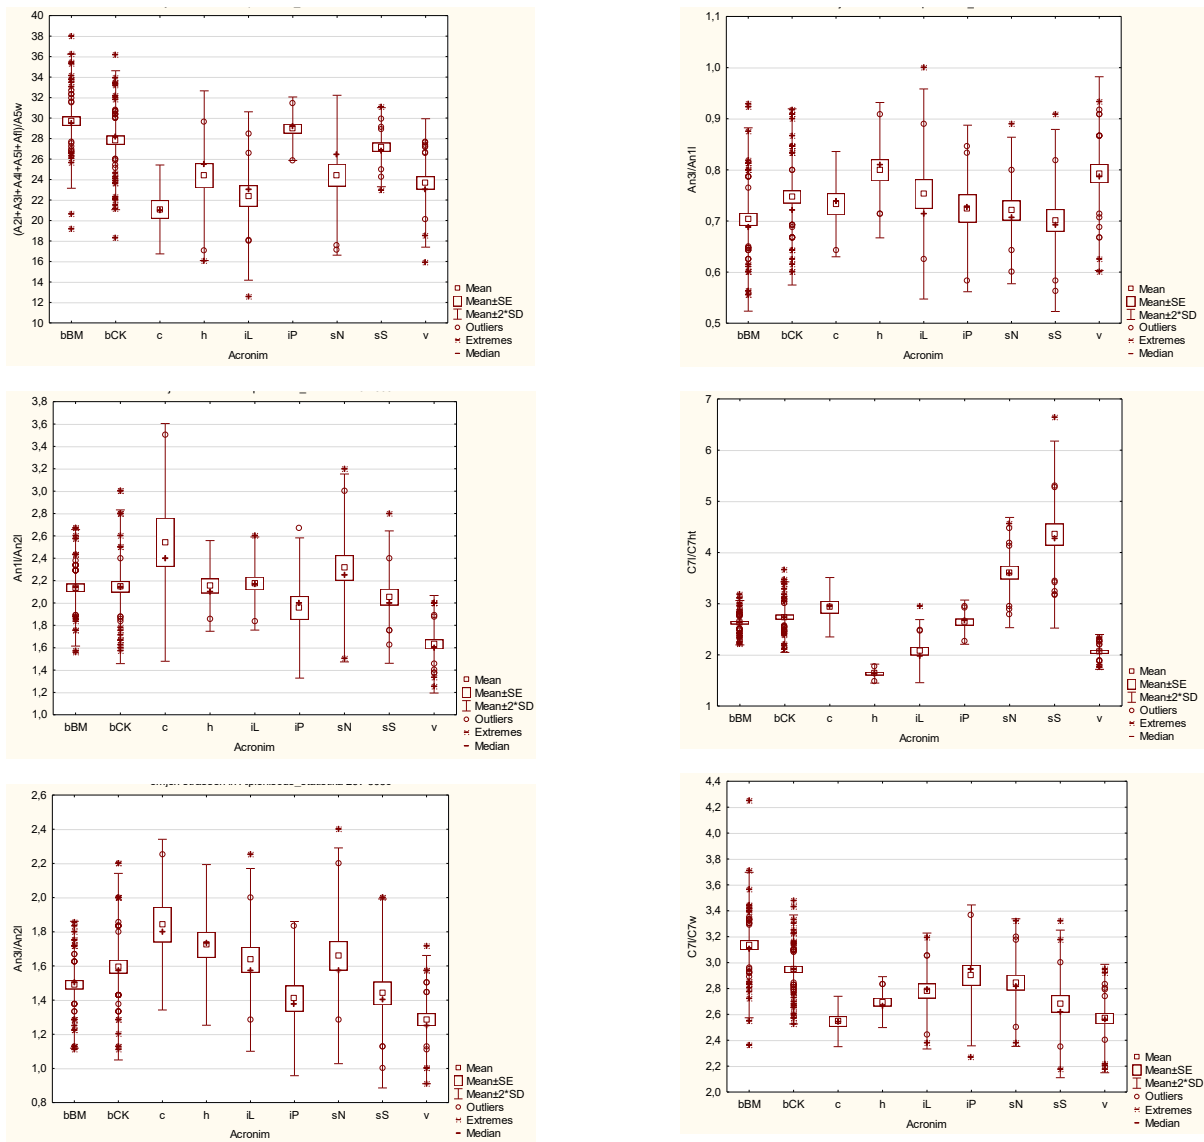 40
38
36
34
32
30
28
26
24
22
20
18
16
14
12
10
(A2l+A3l+A4l+A5l+Afl)/A5w
bBM bCK c h iL iP sN sS v
Acronim
Mean
Mean±SE
Mean±2*SD
Outliers
Extremes
Median
1,1
1,0
0,9
0,8
0,7
0,6
0,5
An3l/An1l
bBM bCK c h iL iP sN sS v
Acronim
Mean
Mean±SE
Mean±2*SD
Outliers
Extremes
Median
3,8
3,6
3,4
3,2
3,0
2,8
2,6
2,4
2,2
2,0
1,8
1,6
1,4
1,2
1,0
An1l/An2l
bBM bCK c h iL iP sN sS v
Acronim
Mean
Mean±SE
Mean±2*SD
Outliers
Extremes
Median
7
6
5
4
3
2
1
C7l/C7ht
bBM bCK c h iL iP sN sS v
Acronim
Mean
Mean±SE
Mean±2*SD
Outliers
Extremes
Median
2,6
2,4
2,2
2,0
1,8
1,6
1,4
1,2
1,0
0,8
An3l/An2l
bBM bCK c h iL iP sN sS v
Acronim
Mean
Mean±SE
Mean±2*SD
Outliers
Extremes
Median
4,4
4,2
4,0
3,8
3,6
3,4
3,2
3,0
2,8
2,6
2,4
2,2
2,0
C7l/C7w
bBM bCK c h iL iP sN sS v
Acronim
Mean
Mean±SE
Mean±2*SD
Outliers
Extremes
Median